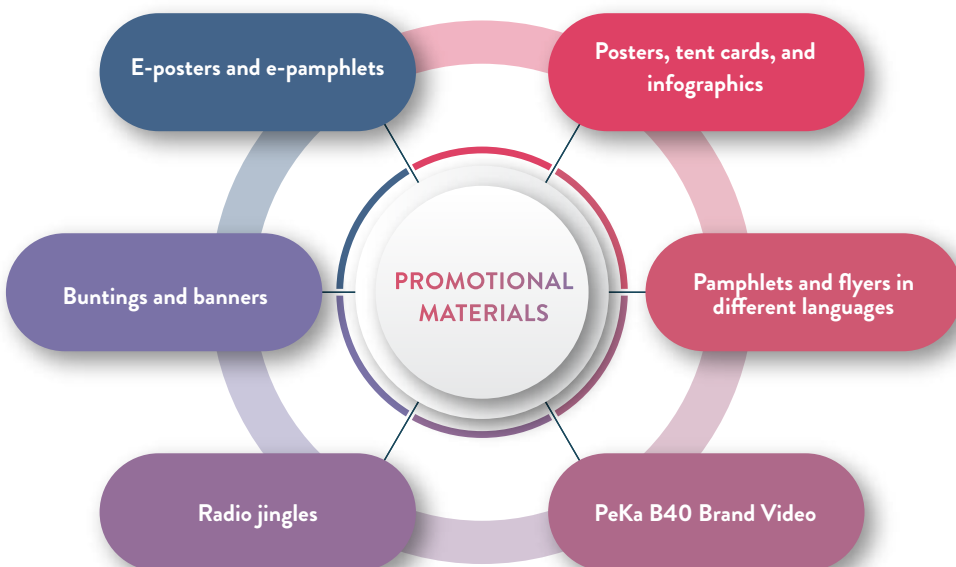 E-posters and e-pamphlets
Posters, tent cards, and
infographics
Buntings and banners
PROMOTIONAL
MATERIALS
Pamphlets and flyers in
different languages
Radio jingles
PeKa B40 Brand Video